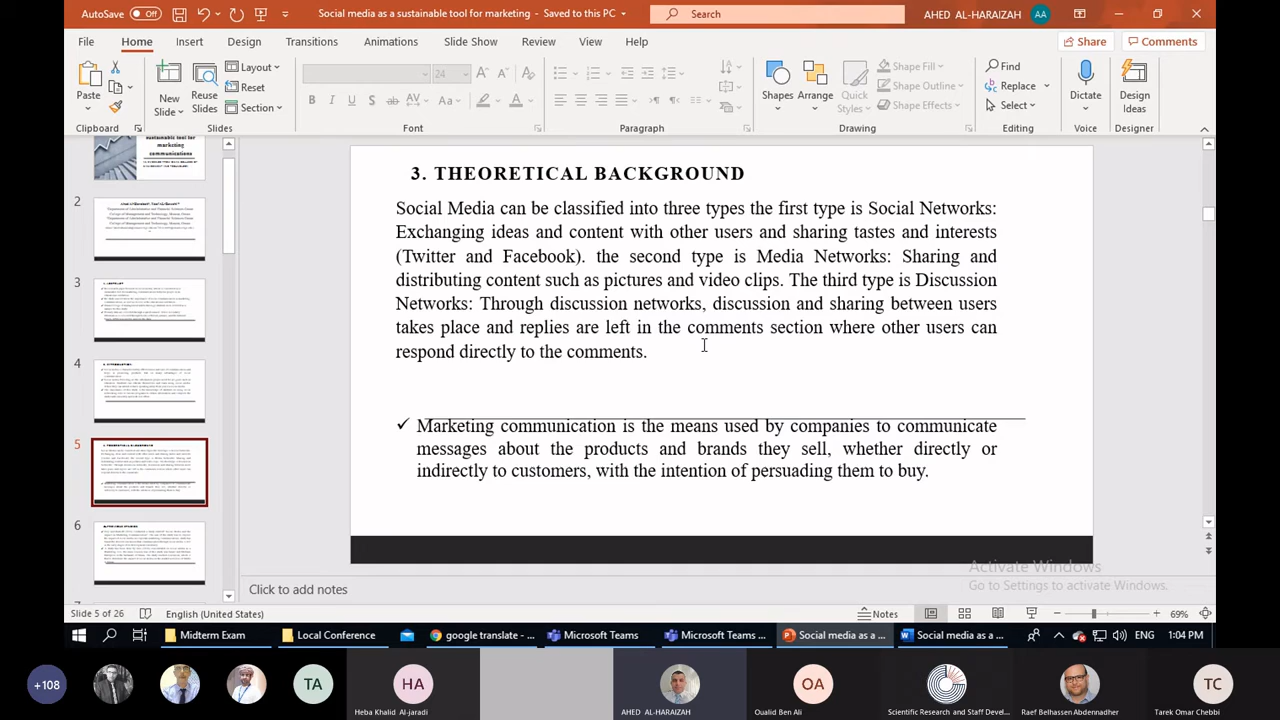 AutoSave Off
Social media as a sustainable tool for marketing - Saved to this PC
Search
AHED AL-HARAIZAH AA
File Home Insert Design Transitions Animations Slide Show Review View Help
Share Comments
Paste
New Slide
Reuse Slides
Layout
Reset
Section
24
Shapes Arrange Quick Styles
Shape Fill
Shape Outline
Shape Effects
Find
Replace
Select
Dictate
Design Ideas
Clipboard Slides Font Paragraph Drawing Editing Voice Designer
sustainable tool for
marketing
communications
2
3
4
5
6
3. THEORETICAL BACKGROUND
Social Media can be classified into three types the first type is Social Networks:
Exchanging ideas and content with other users and sharing tastes and interests
(Twitter and Facebook). the second type is Media Networks: Sharing and
distributing content such as pictures and video clips. The third type is Discussion
Networks: Through discussion networks, discussion and sharing between users
takes place and replies are left in the comments section where other users can
respond directly to the comments.
✓ Marketing communication is the means used by companies to communicate
messages about the products and brands they sell, whether directly or
indirectly to customers, with the intention of persuading them to buy.
Activate Windows
Go to Settings to activate Windows.
Click to add notes
Slide 5 of 26 English (United States) Notes 69%
Midterm Exam Local Conference google translate - ... Microsoft Teams Microsoft Teams ... Social media as a ... Social media as a ... ENG 1:04 PM
+108 TA HA OA TC
Heba Khalid Al-jaradi AHED AL-HARAIZAH Oualid Ben Ali Scientific Research and Staff Devel... Raef Belhassen Abdennadher Tarek Omar Chebbi